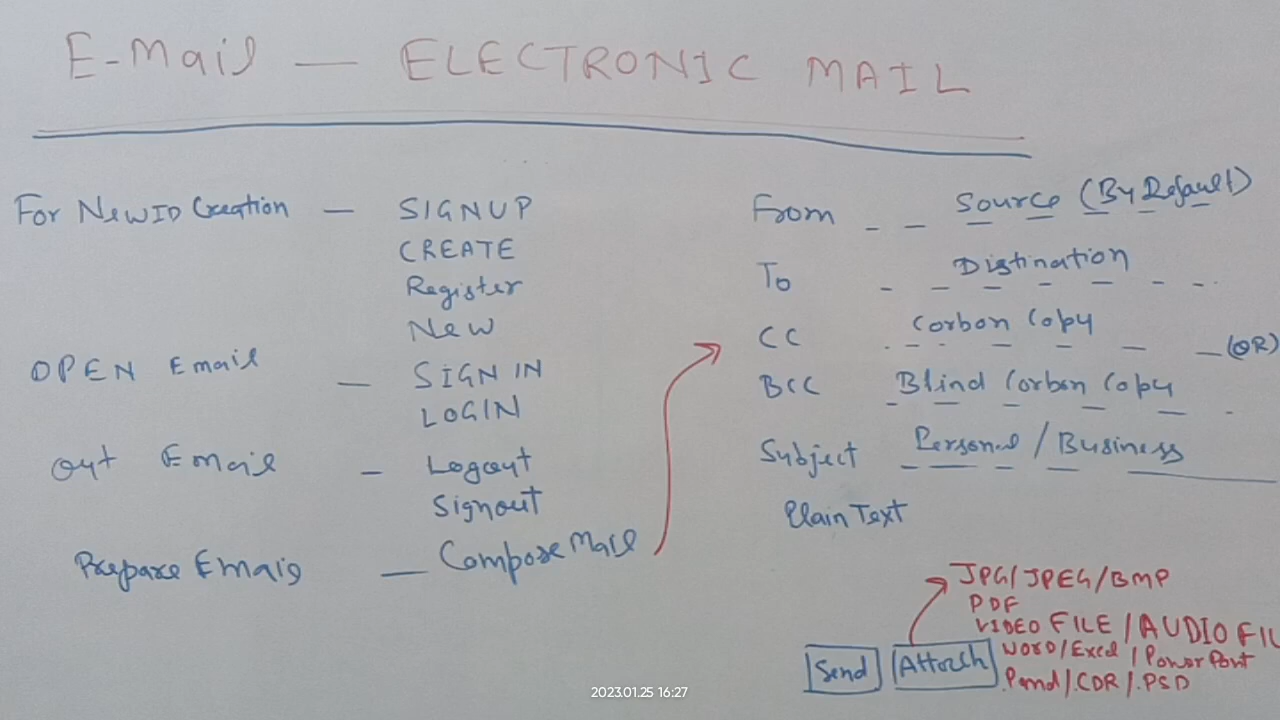 E-Mail — ELECTRONIC MAIL
For New ID Creation — SIGNUP
CREATE
Register
New
OPEN Email — SIGN IN
LOGIN
Out Email — Logout
Signout
Prepare Email — Compose Mail
From - - Source (By Default)
To - Distination - - -
CC Corbon Copy — (OR)
BCC Blind Corbon Copy
Subject Personal / Business
Plain Text
Send Attach
JPG/JPEG/BMP
PDF
VIDEO FILE / AUDIO FIL
WORD/Excel / PowerPoint
.Pmd/.CDR/.PSD
2023.01.25 16:27